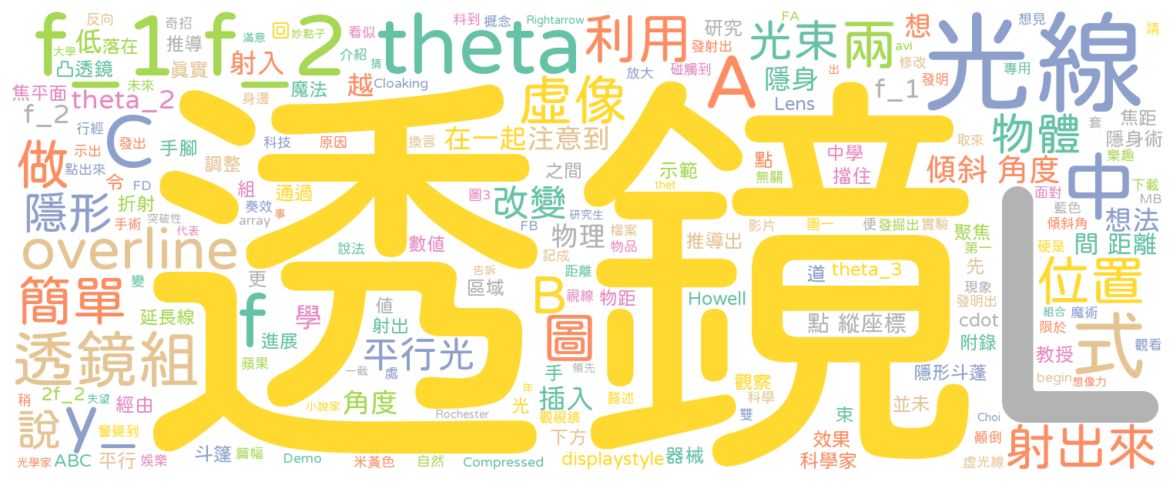 反向 奇招 回 妙點子 看似 料到 概念 Rightarrow 研究 FA 想 想見 請
f_1 f_2 大學 低 落在 推導 滿意 介紹 猜 theta 利用 發射出 光束 兩 avi 光線
凸透鏡 眞實 射入 未來 魔法 越 Cloaking 放大 碰觸到 A 隱身 出 修改 發明 專用
焦平面 theta_2 身邊 虛像 Lens f_1 套 焦距
f_2 行經 發出 C 手腳 科技 原因 換言 在一起 注意到 物體 取來 隱身術
做 示出 點出來 調整 之間 示範 點 中學 擋住 傾斜 角度 樂趣
令 折射 組 通過 圖3 研究生 無關 thet 面對 中 下載 MB
隱形 FD 手術 突破性 奏效 事 array 改變 藍色 想法
代表 說法 數值 FB 物理 物品 檔案 推導出 影片 圖一 便 發掘出 實驗 聚焦 傾斜角 第一 硬是 間 距離
overline 更 記成 先 現象
簡單 變 透鏡 距離 道 theta_3 L 位置
告訴 區域 視線 物距 Howell 發明出 組合 魔術
延長線 f 學 值 射出 B cdot 限於 式
透鏡組 進展 處 平行光 圖 點 縱座標 附錄 教授 觀看
蘋果 一截 領先 手 隱形斗蓬 begin 想像力
2f_2 失望 年 觀察 科學
稍 經由 小說家 角度 Rochester 光 插入 醫述 觀視鏡 雙 並未
說 y_ 警覺到 下方 束 Choi 顛倒 射出來
光學家 ABC 平行 娛樂 斗蓬 篇幅 Demo 米黃色 自然 Compressed displaystyle 器械 效果 科學家 虛光線